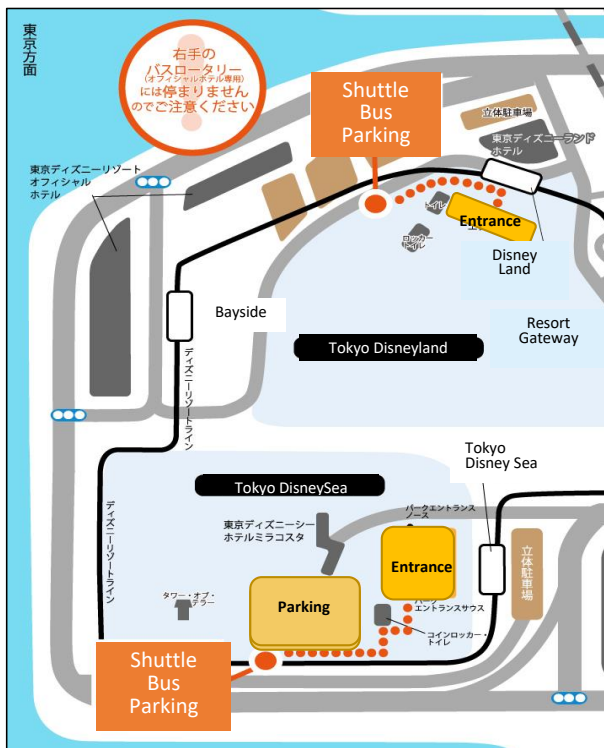 東京方面
右手の
バスロータリー
(オフィシャルホテル専用)
には停まりません
のでご注意ください
Shuttle
Bus
Parking
立体駐車場
東京ディズニーランド
ホテル
東京ディズニーリゾート
オフィシャル
ホテル
トイレ
Entrance
ロッカー
トイレ
Disney
Land
Bayside
Resort
Gateway
Tokyo Disneyland
ディズニーリゾートライン
Tokyo
Disney Sea
Tokyo DisneySea
パークエントランス
ノース
東京ディズニーシー
ホテルミラコスタ
ディズニーリゾートライン
Entrance
立体駐車場
タワー・オブ・
テラー
Parking
エントランスサウス
コインロッカー・
トイレ
Shuttle
Bus
Parking